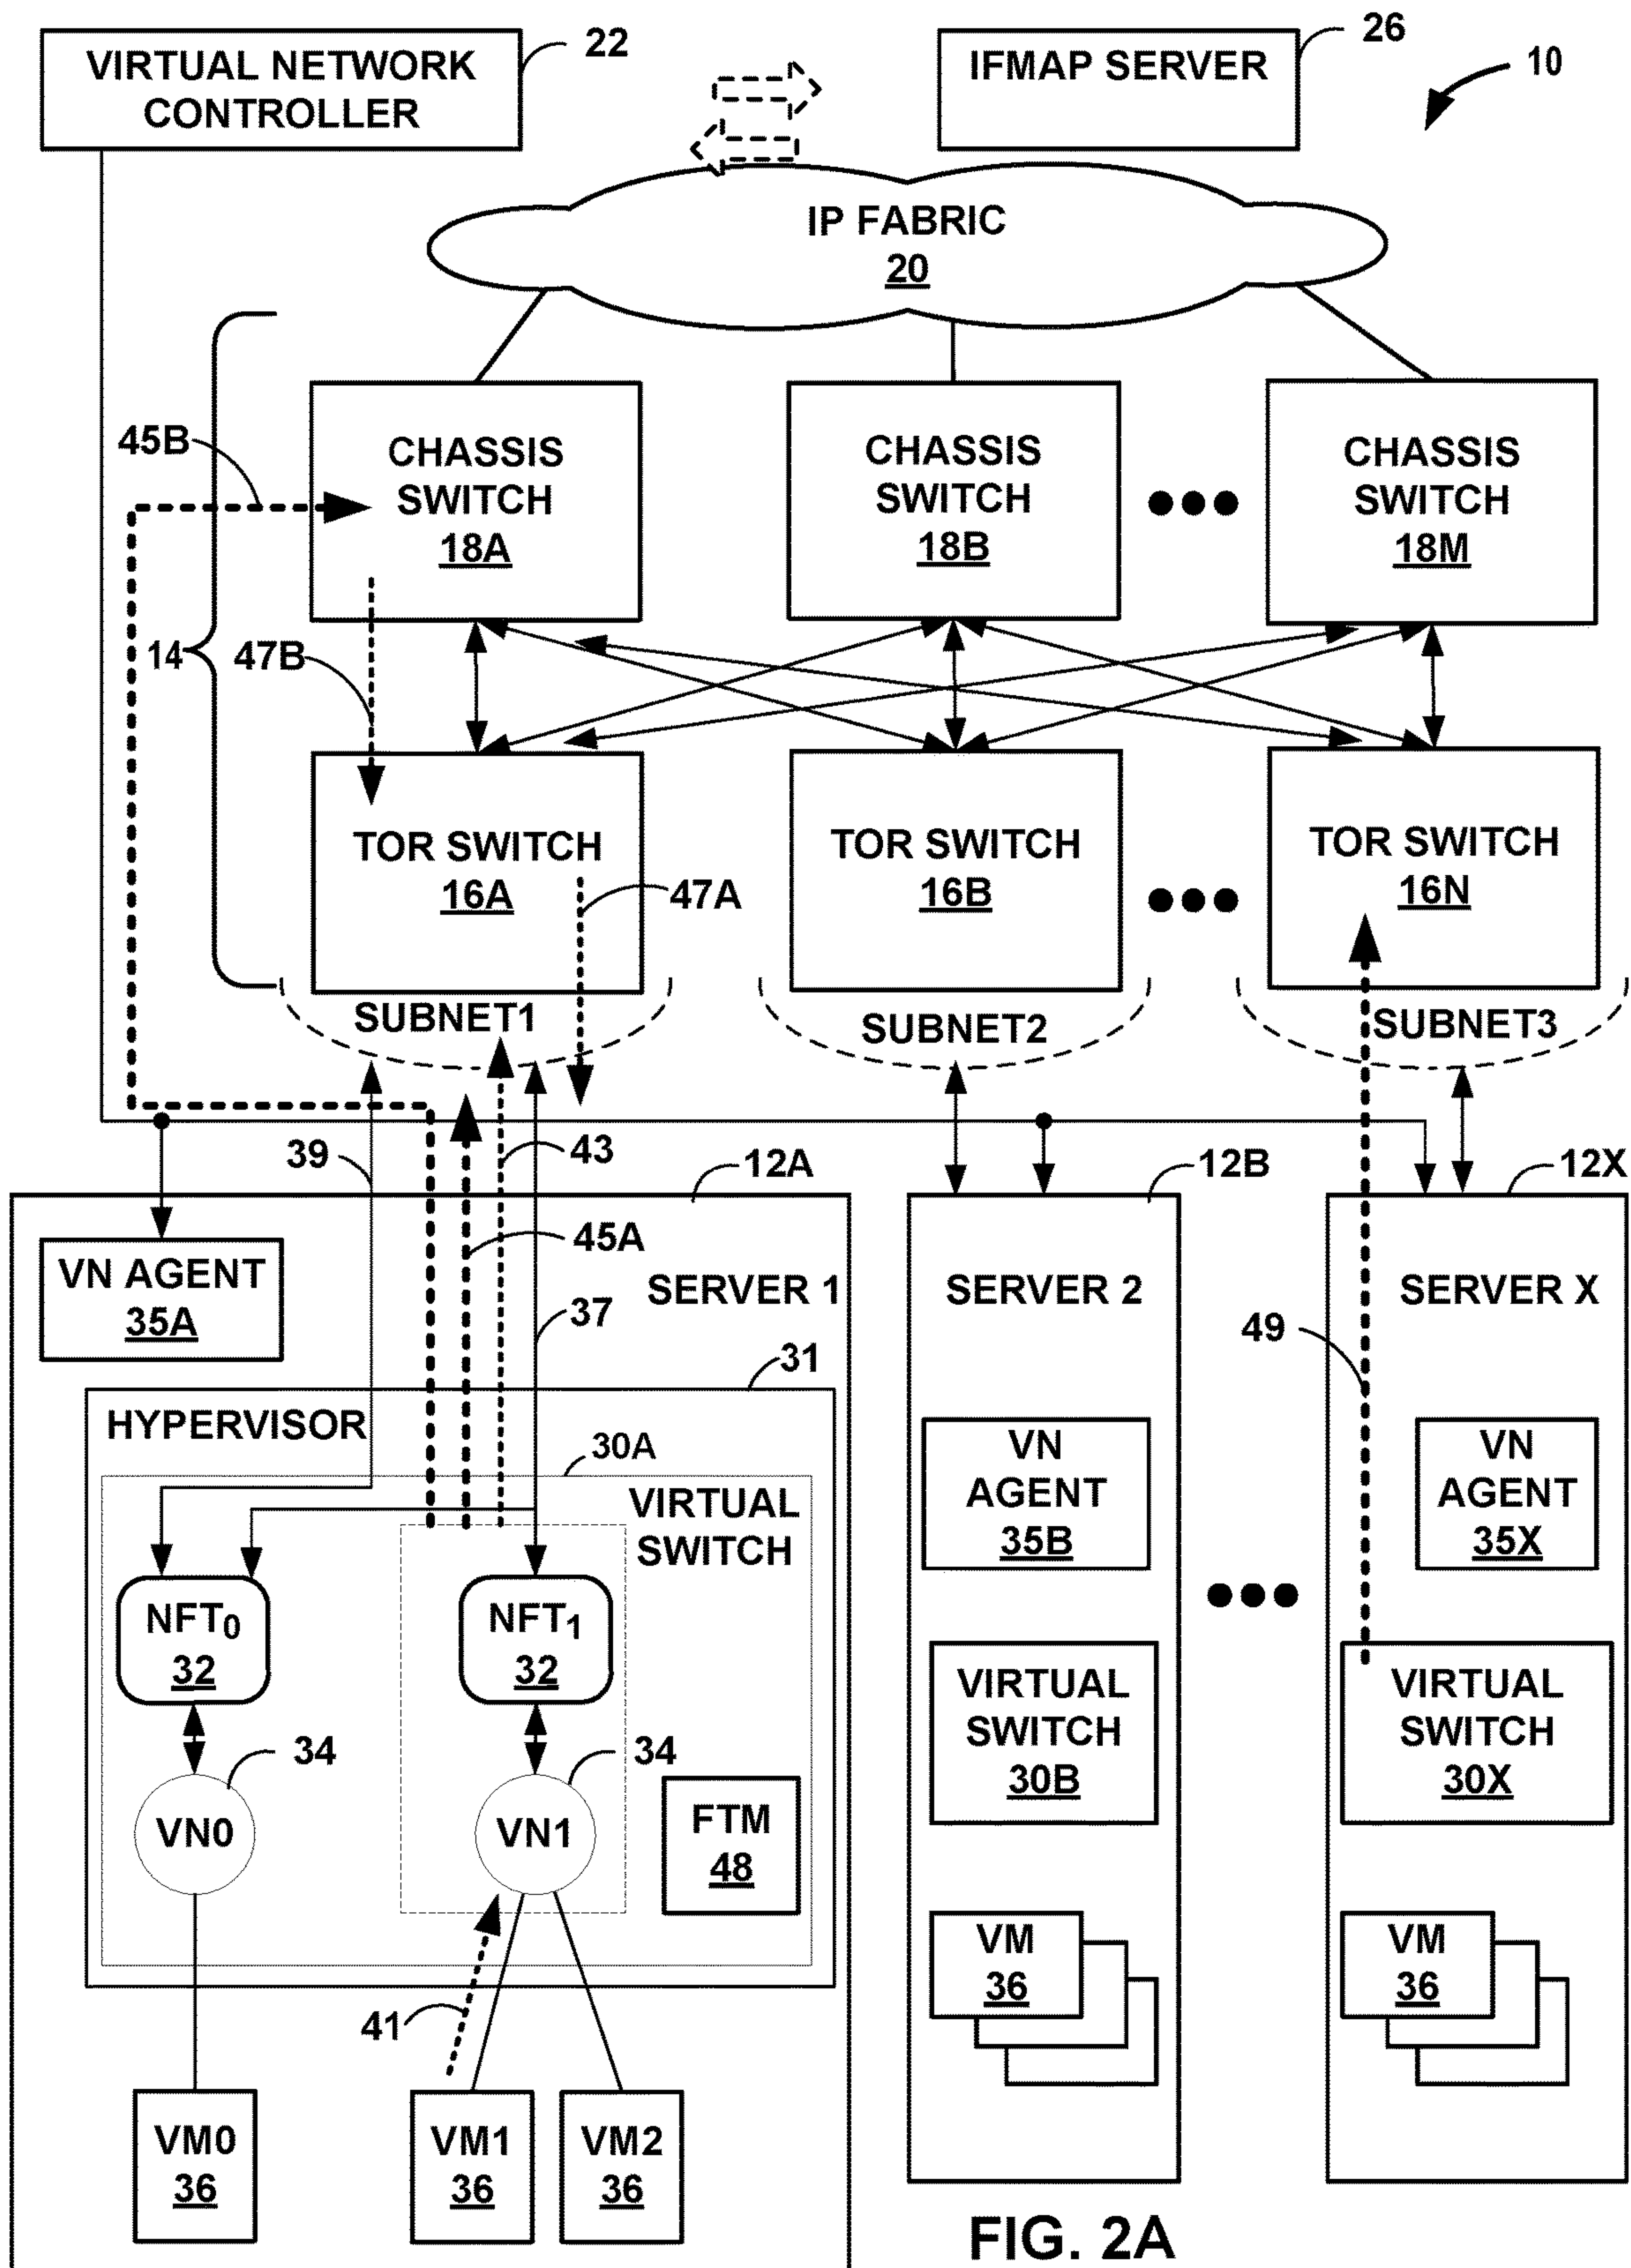 VIRTUAL NETWORK
CONTROLLER
22
IFMAP SERVER
26
10
IP FABRIC
20
14
45B
47B
CHASSIS
SWITCH
18A
CHASSIS
SWITCH
18B
CHASSIS
SWITCH
18M
TOR SWITCH
16A
47A
TOR SWITCH
16B
TOR SWITCH
16N
SUBNET1
SUBNET2
SUBNET3
39
43
12A
12B
12X
45A
VN AGENT
35A
SERVER 1
37
31
HYPERVISOR
30A
VIRTUAL
SWITCH
NFT0
32
NFT1
32
34
34
VN0
VN1
FTM
48
41
VM0
36
VM1
36
VM2
36
SERVER 2
VN
AGENT
35B
VIRTUAL
SWITCH
30B
VM
36
SERVER X
49
VN
AGENT
35X
VIRTUAL
SWITCH
30X
VM
36
FIG. 2A